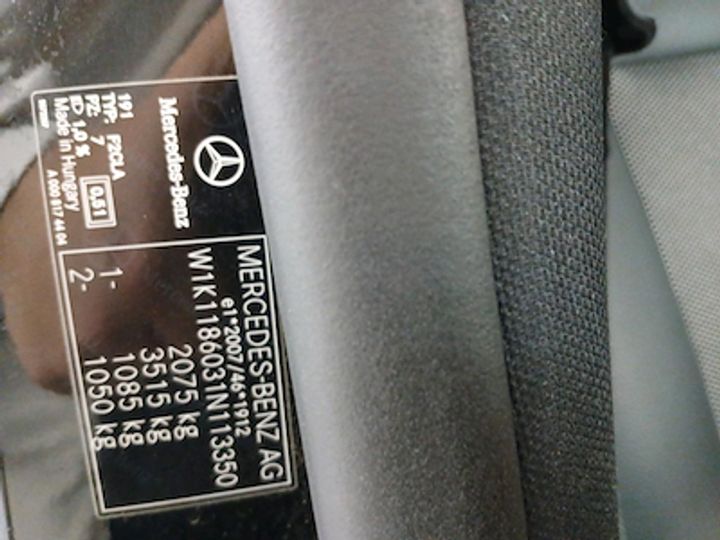 Mercedes-Benz
191
TYP: F2CLA
PZ: 7
1,0 % 0,51
Made in Hungary
A 000 817 44 04
MERCEDES-BENZ AG
e1*2007/46*1912
W1K1186031N113350
2075 kg
3515 kg
1- 1085 kg
2- 1050 kg